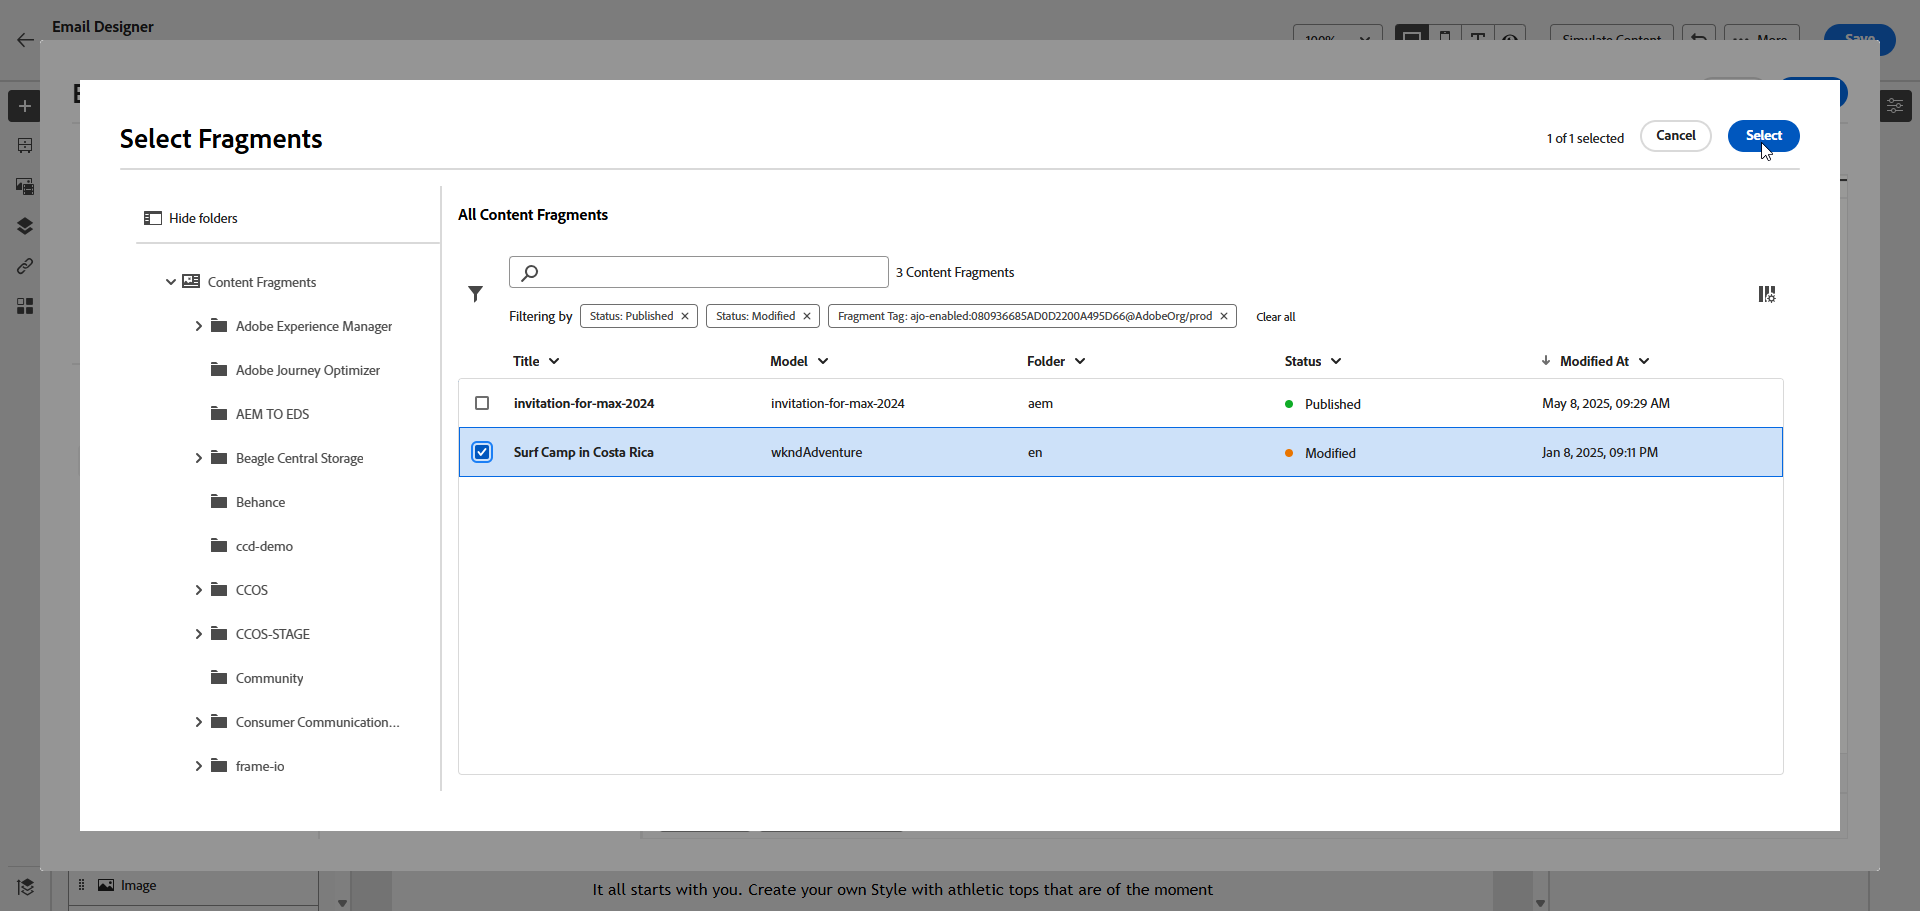 Email Designer
100%
Simulate Content
More
Save
Select Fragments
1 of 1 selected
Cancel
Select
Hide folders
Content Fragments
Adobe Experience Manager
Adobe Journey Optimizer
AEM TO EDS
Beagle Central Storage
Behance
ccd-demo
CCOS
CCOS-STAGE
Community
Consumer Communication...
frame-io
All Content Fragments
3 Content Fragments
Filtering by
Status: Published
Status: Modified
Fragment Tag: ajo-enabled:080936685AD0D2200A495D66@AdobeOrg/prod
Clear all
Title Model Folder Status Modified At
invitation-for-max-2024 invitation-for-max-2024 aem Published May 8, 2025, 09:29 AM
Surf Camp in Costa Rica wkndAdventure en Modified Jan 8, 2025, 09:11 PM
Image
It all starts with you. Create your own Style with athletic tops that are of the moment